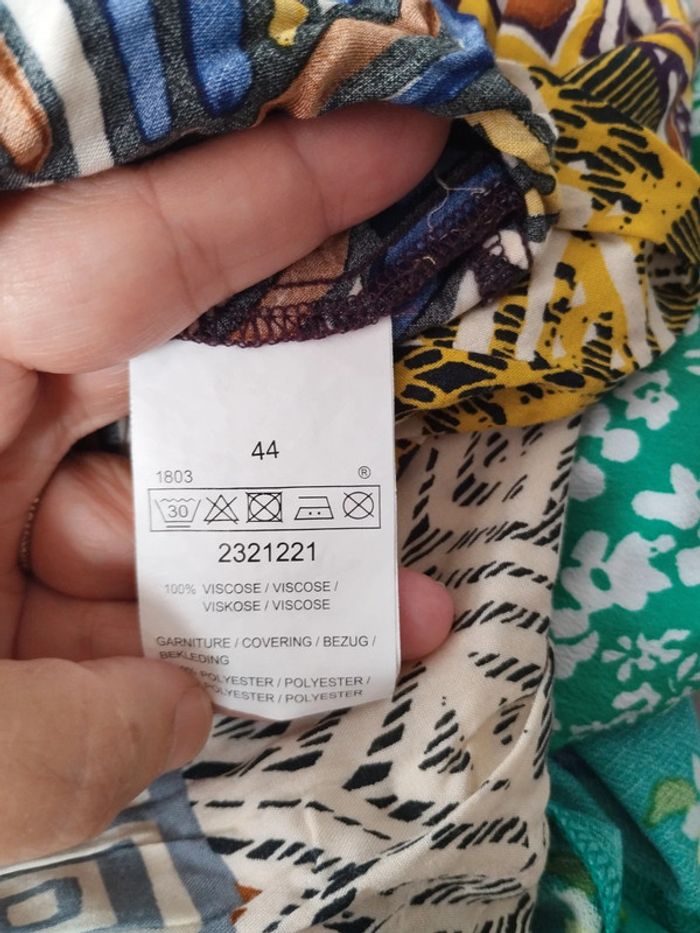 44
1803 ®
30
2321221
100% VISCOSE / VISCOSE /
VISKOSE / VISCOSE
GARNITURE / COVERING / BEZUG /
BEKLEDING
POLYESTER / POLYESTER /
POLYESTER / POLYESTER